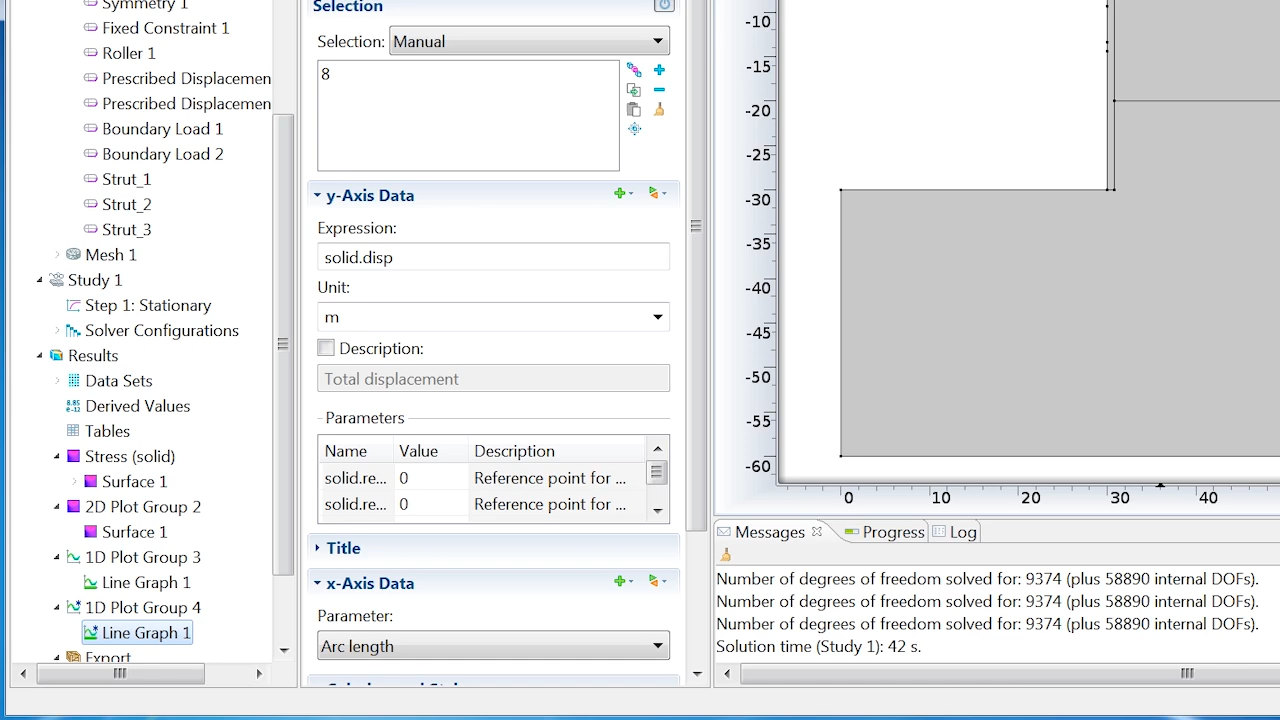 Symmetry 1
Fixed Constraint 1
Roller 1
Prescribed Displacemen
Prescribed Displacemen
Boundary Load 1
Boundary Load 2
Strut_1
Strut_2
Strut_3
Mesh 1
Study 1
Step 1: Stationary
Solver Configurations
Results
Data Sets
8.85
e-12
Derived Values
Tables
Stress (solid)
Surface 1
2D Plot Group 2
Surface 1
1D Plot Group 3
Line Graph 1
1D Plot Group 4
Line Graph 1
Export
Selection
Selection: Manual
8
y-Axis Data
Expression:
solid.disp
Unit:
m
Description:
Total displacement
Parameters
Name Value Description
solid.re... 0 Reference point for ...
solid.re... 0 Reference point for ...
Title
x-Axis Data
Parameter:
Arc length
-10
-15
-20
-25
-30
-35
-40
-45
-50
-55
-60
0 10 20 30 40
Messages Progress Log
Number of degrees of freedom solved for: 9374 (plus 58890 internal DOFs).
Number of degrees of freedom solved for: 9374 (plus 58890 internal DOFs).
Number of degrees of freedom solved for: 9374 (plus 58890 internal DOFs).
Solution time (Study 1): 42 s.